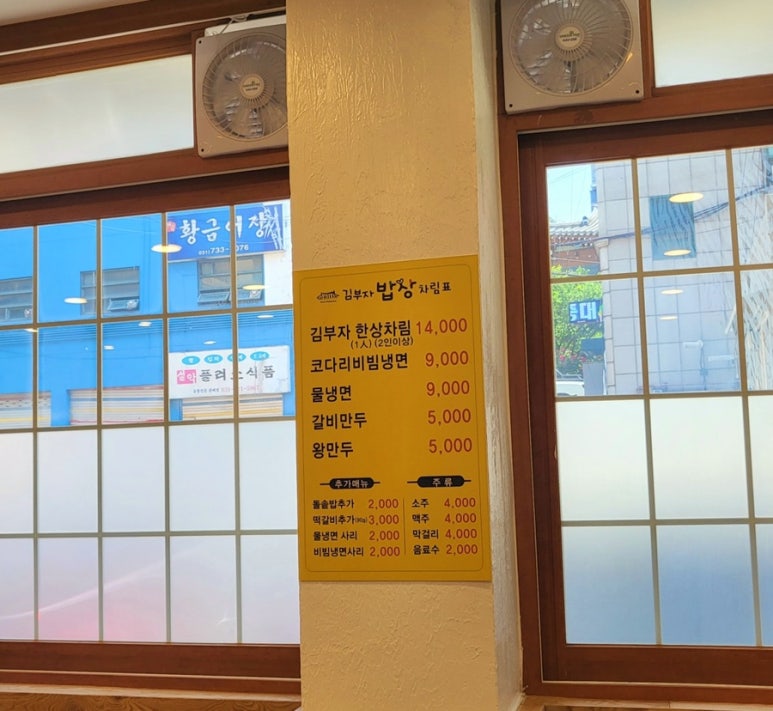 황금어장
김부자 밥왕 차림표
김부자 한상차림 14,000
(1人) (2인이상)
코다리비빔냉면 9,000
물냉면 9,000
갈비만두 5,000
왕만두 5,000
추가메뉴
돌솥밥추가 2,000
떡갈비추가(90g) 3,000
물냉면 사리 2,000
비빔냉면사리 2,000
주 류
소주 4,000
맥주 4,000
막걸리 4,000
음료수 2,000
식품
대